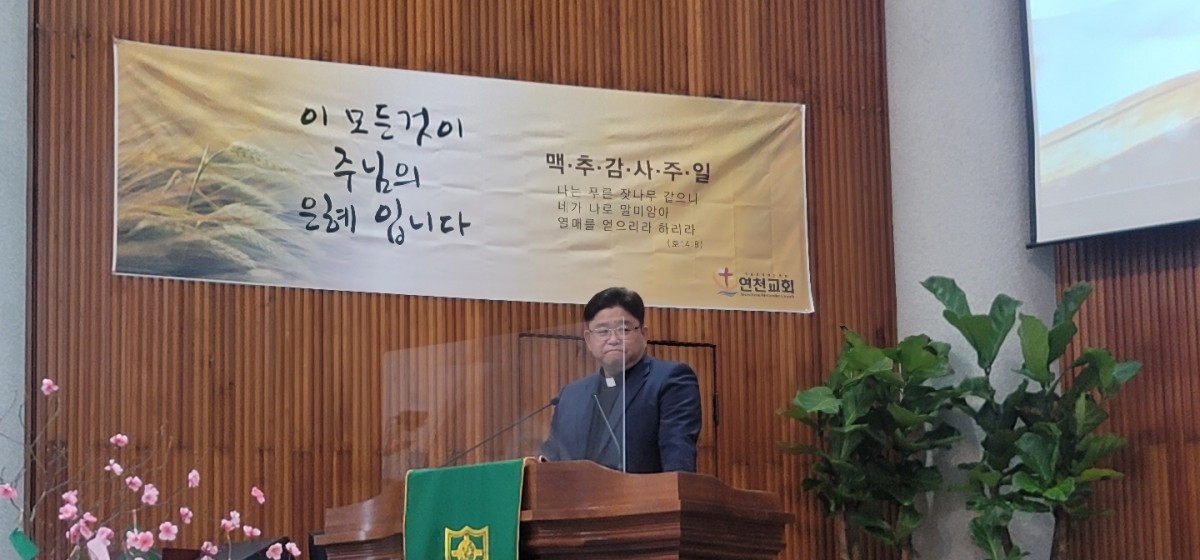 이 모든것이
주님의
은혜 입니다
맥·추·감·사·주·일
나는 푸른 잣나무 같으니
네가 나로 말미암아
열매를 얻으리라 하리라
연천교회